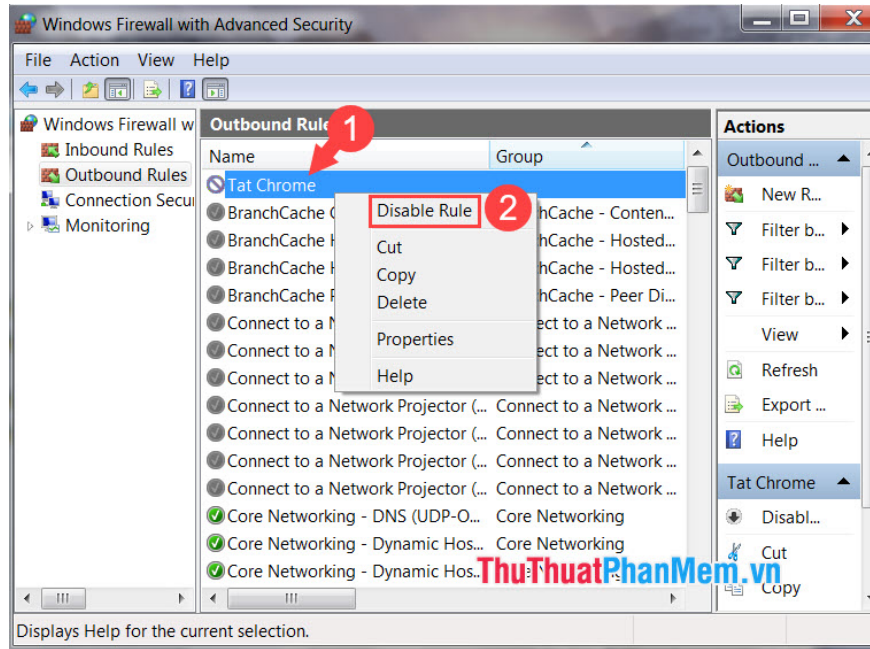 Windows Firewall with Advanced Security
File Action View Help
Windows Firewall w
Inbound Rules
Outbound Rules
Connection Secu
Monitoring
Outbound Rule
1
Name Group
Tat Chrome
BranchCache hCache - Conten...
BranchCache hCache - Hosted...
BranchCache hCache - Hosted...
BranchCache hCache - Peer Di...
Connect to a ect to a Network ...
Connect to a ect to a Network ...
Connect to a ect to a Network ...
Connect to a Network Projector (... Connect to a Network ...
Connect to a Network Projector (... Connect to a Network ...
Connect to a Network Projector (... Connect to a Network ...
Connect to a Network Projector (... Connect to a Network ...
Core Networking - DNS (UDP-O... Core Networking
Core Networking - Dynamic Hos... Core Networking
Core Networking - Dynamic Hos...
Disable Rule
2
Cut
Copy
Delete
Properties
Help
Actions
Outbound ...
New R...
Filter b...
Filter b...
Filter b...
View
Refresh
Export ...
Help
Tat Chrome
Disabl...
Cut
Copy
ThuThuatPhanMem.vn
Displays Help for the current selection.